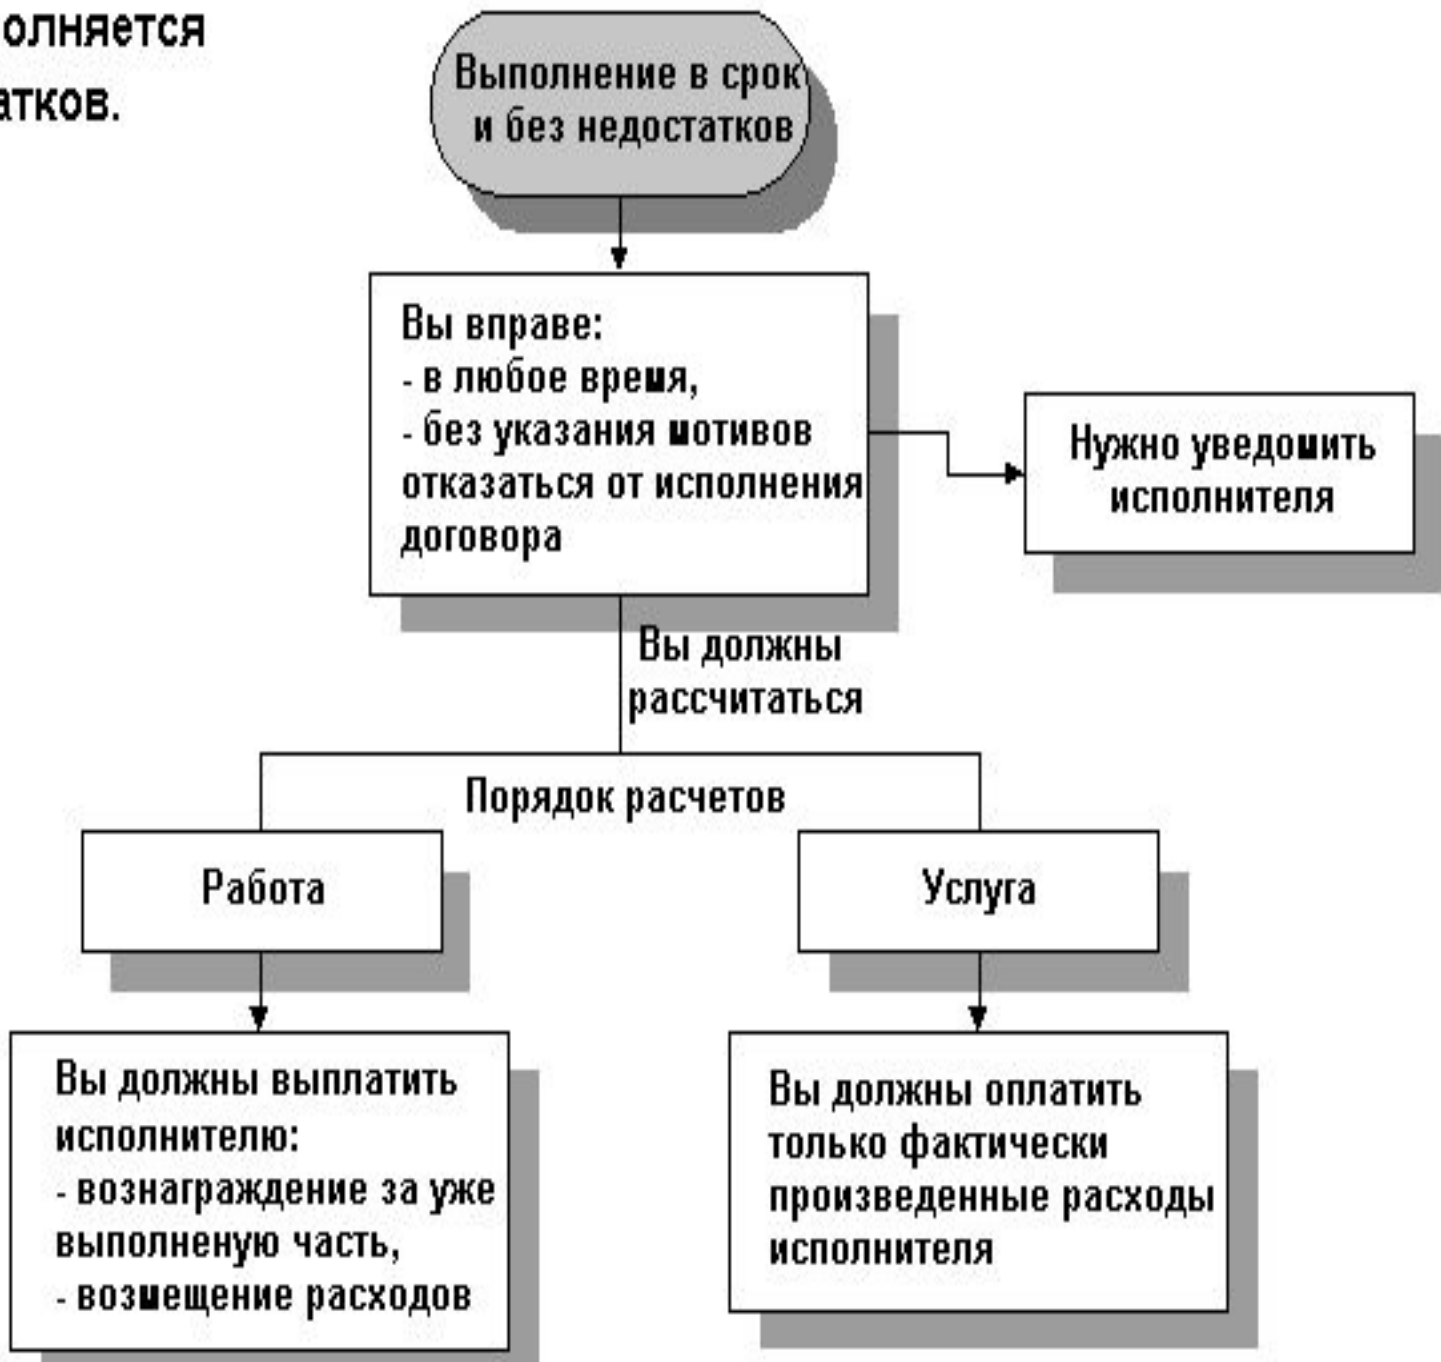 олняется
атков.
Выполнение в срок
и без недостатков
Вы вправе:
- в любое время,
- без указания мотивов
отказаться от исполнения
договора
Нужно уведомить
исполнителя
Вы должны
рассчитаться
Порядок расчетов
Работа
Услуга
Вы должны выплатить
исполнителю:
- вознаграждение за уже
выполненую часть,
- возмещение расходов
Вы должны оплатить
только фактически
произведенные расходы
исполнителя